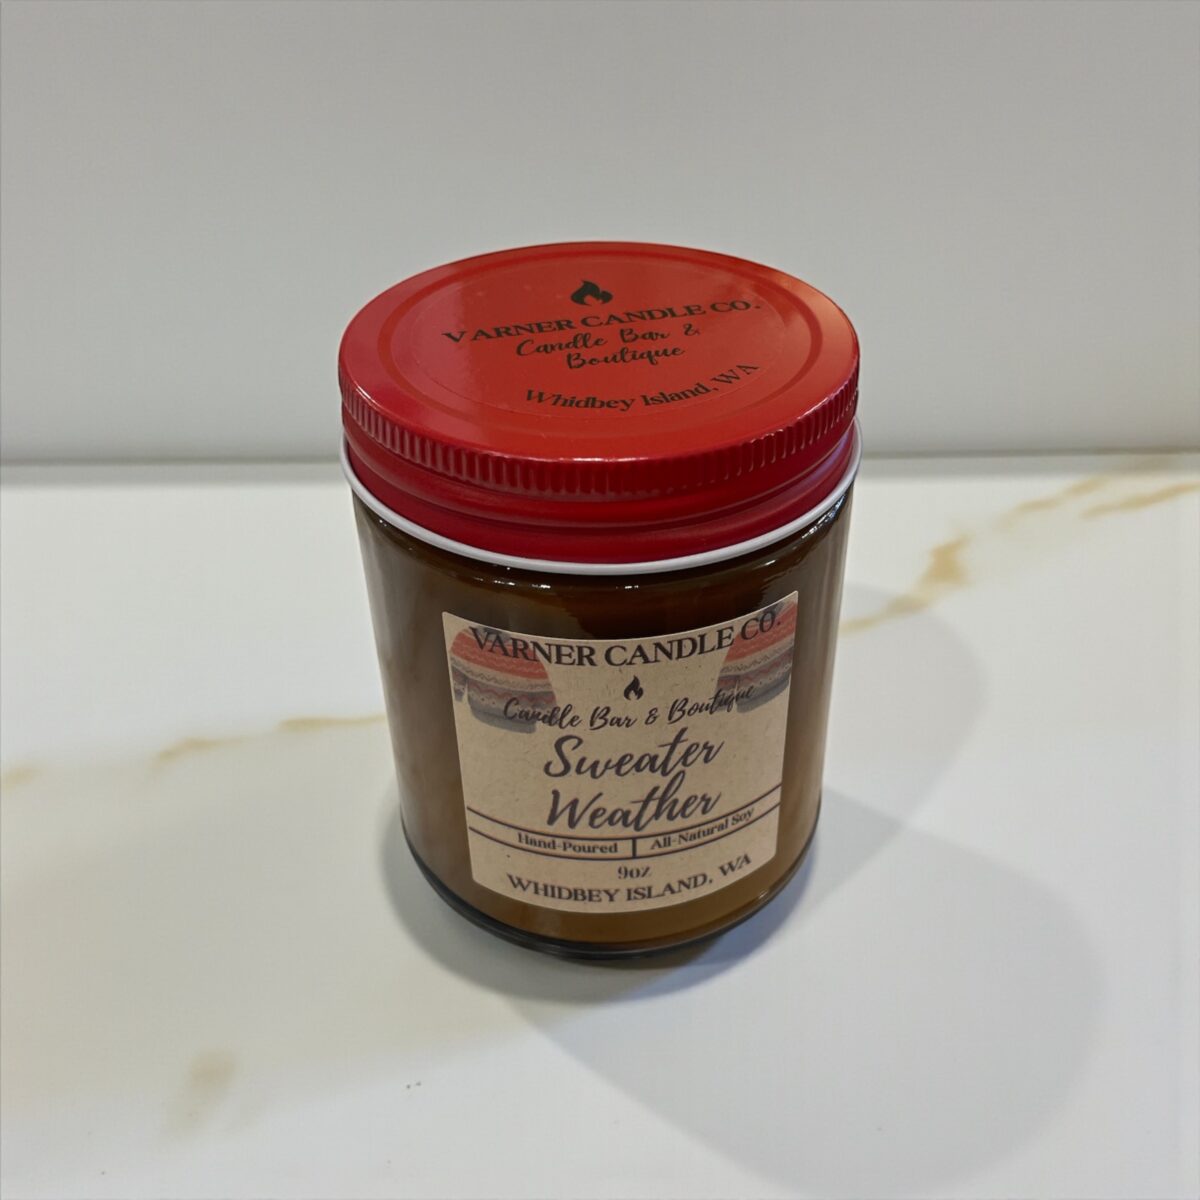 VARNER CANDLE CO.
Candle Bar &
Boutique
Whidbey Island, WA
VARNER CANDLE CO.
Candle Bar & Boutique
Sweater
Weather
Hand-Poured All-Natural Soy
9oz
WHIDBEY ISLAND, WA